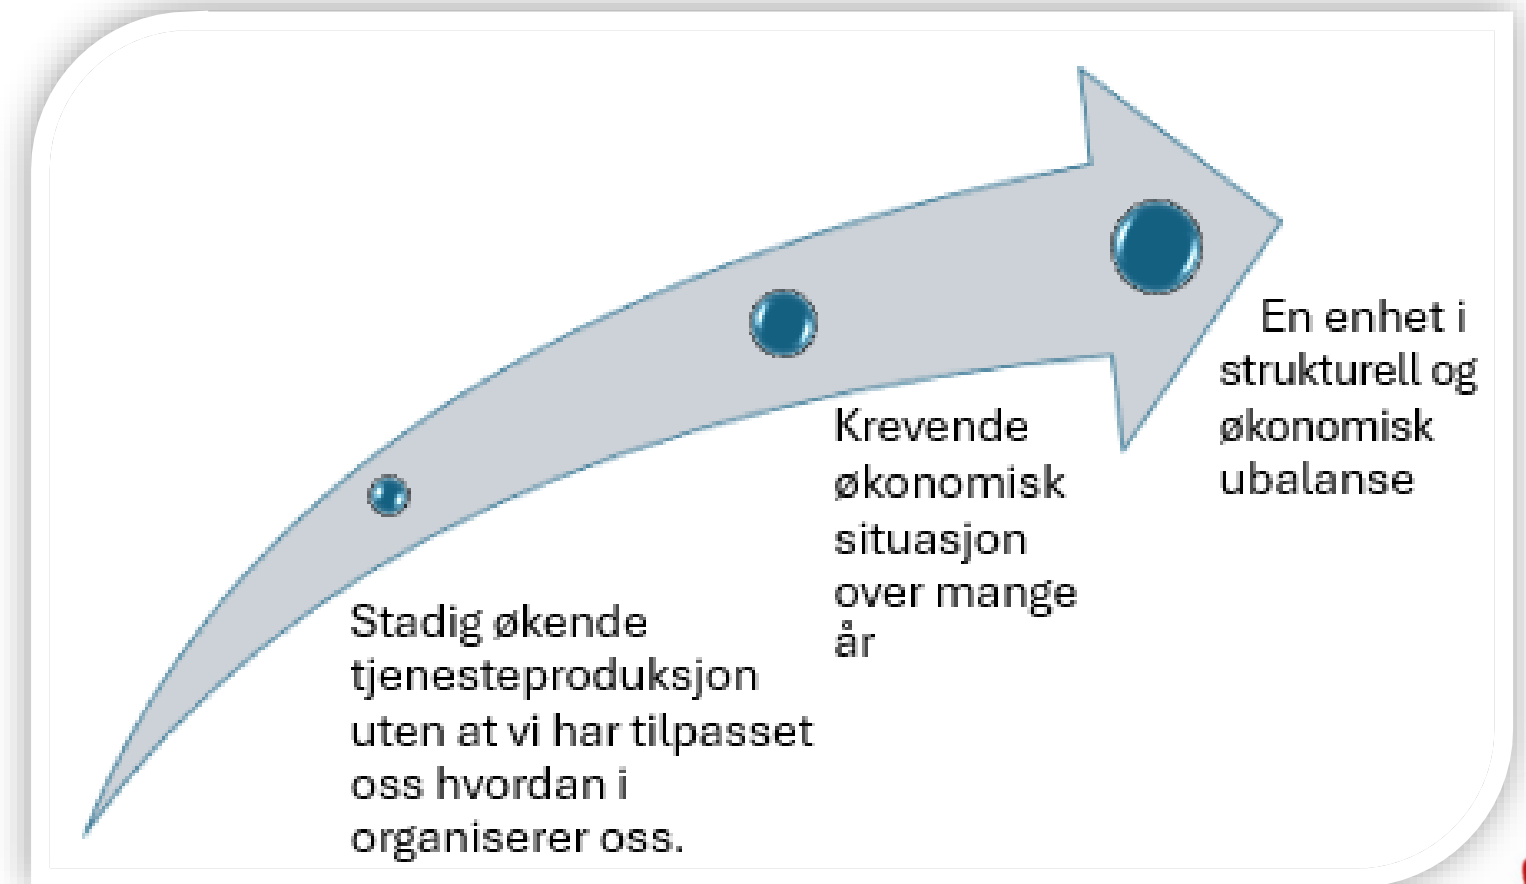 Stadig økende
tjenesteproduksjon
uten at vi har tilpasset
oss hvordan i
organiserer oss.
Krevende
økonomisk
situasjon
over mange
år
En enhet i
strukturell og
økonomisk
ubalanse